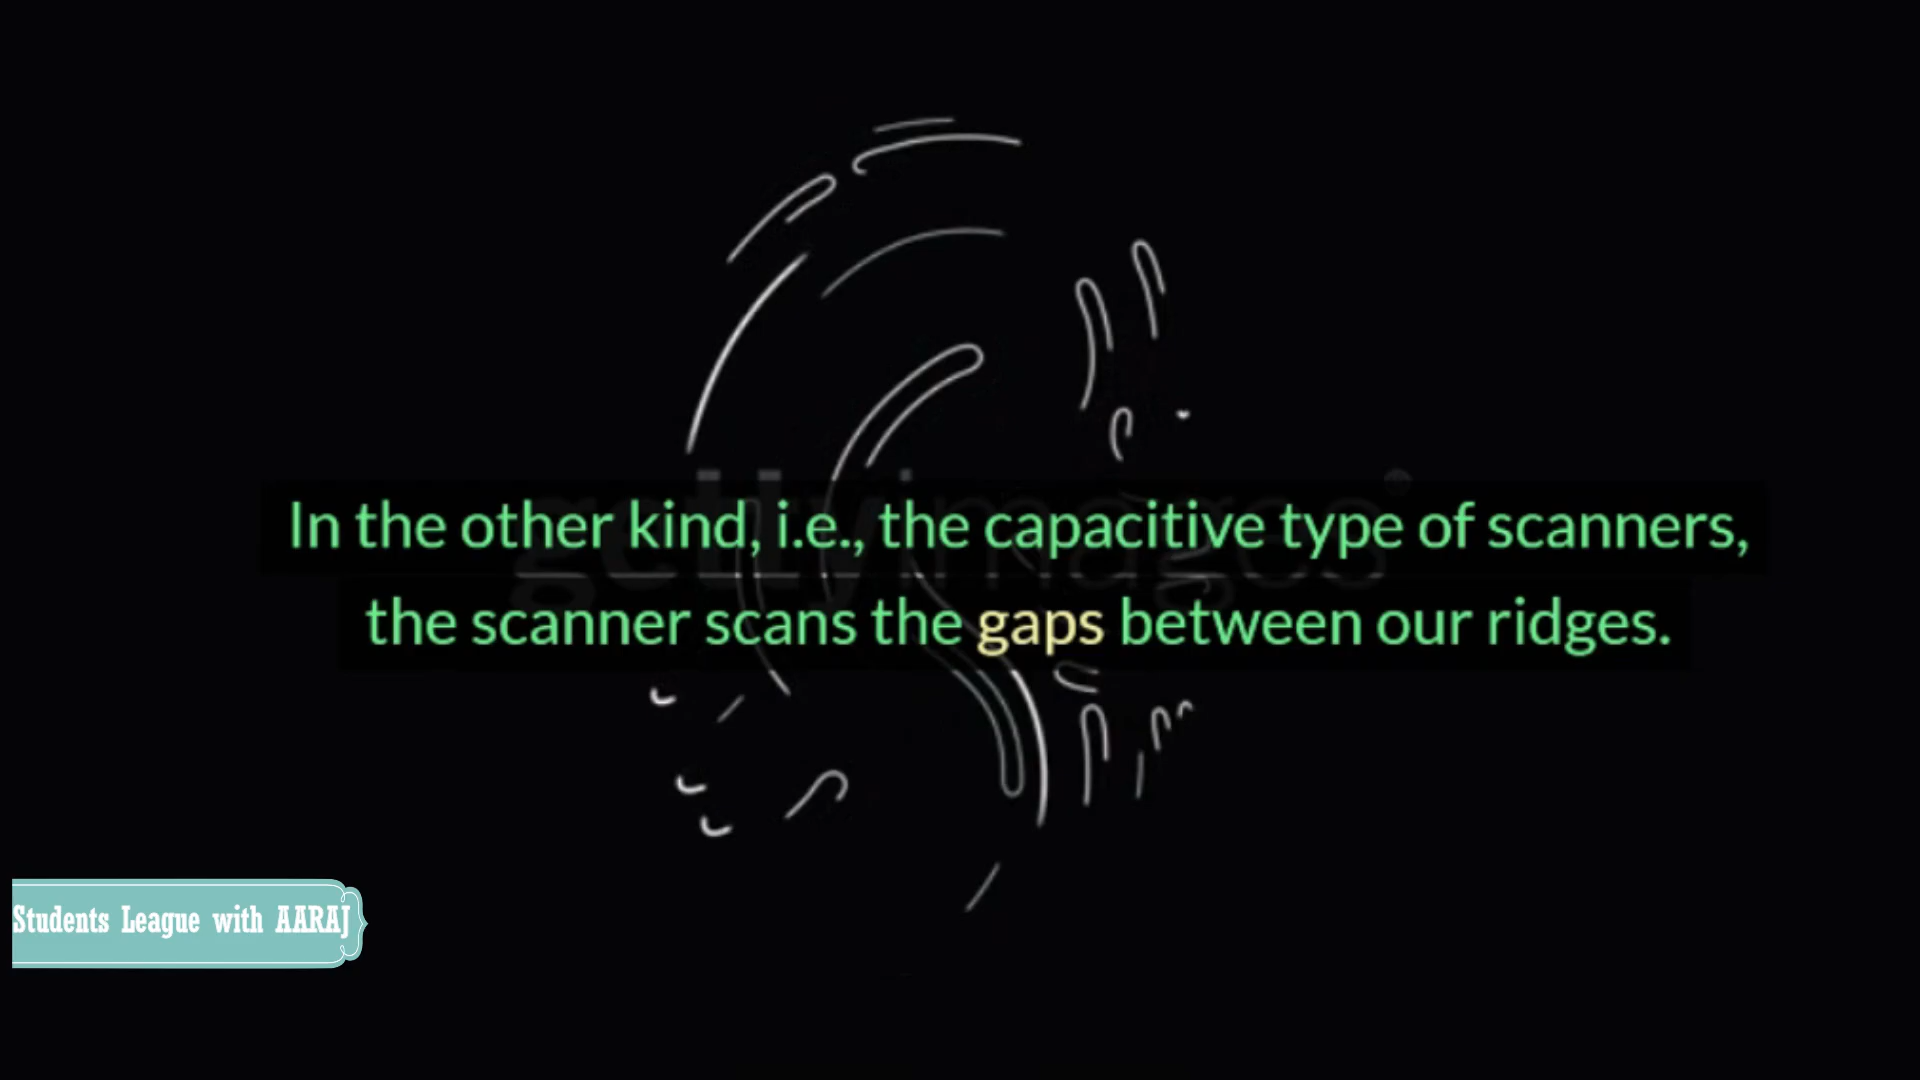 In the other kind, i.e., the capacitive type of scanners,
the scanner scans the gaps between our ridges.
gettyimages®
Students League with AARAJ